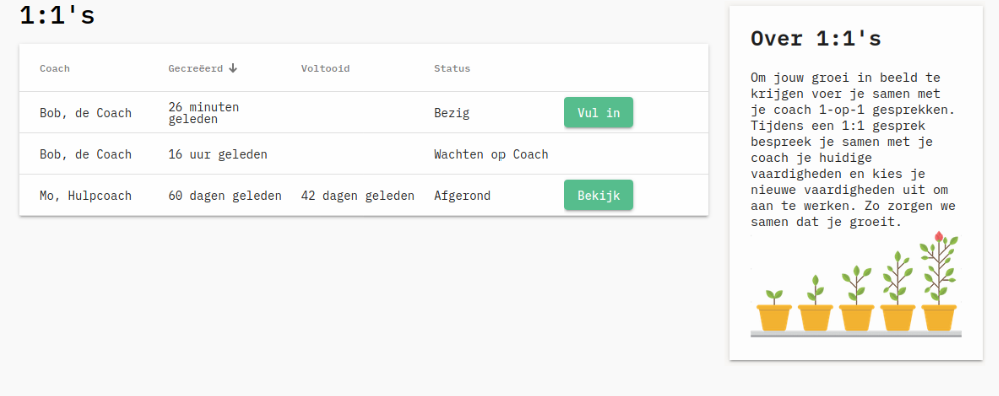 1:1's
Coach Gecreëerd Voltooid Status
Bob, de Coach 26 minuten geleden Bezig Vul in
Bob, de Coach 16 uur geleden Wachten op Coach
Mo, Hulpcoach 60 dagen geleden 42 dagen geleden Afgerond Bekijk
Over 1:1's
Om jouw groei in beeld te
krijgen voer je samen met
je coach 1-op-1 gesprekken.
Tijdens een 1:1 gesprek
bespreek je samen met je
coach je huidige
vaardigheden en kies je
nieuwe vaardigheden uit om
aan te werken. Zo zorgen we
samen dat je groeit.